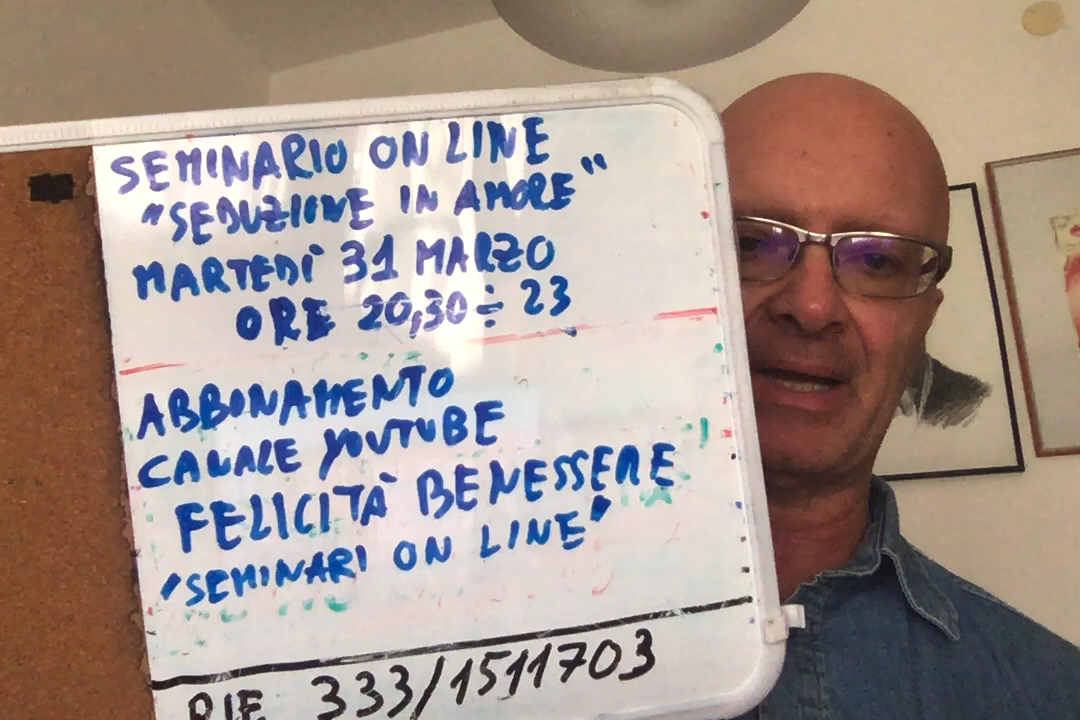 SEMINARIO ON LINE
"SEDUZIONE IN AMORE"
MARTEDÌ 31 MARZO
ORE 20,30÷23
ABBONAMENTO
CANALE YOUTUBE
FELICITÀ BENESSERE
"SEMINARI ON LINE"
RIF 333/1511703